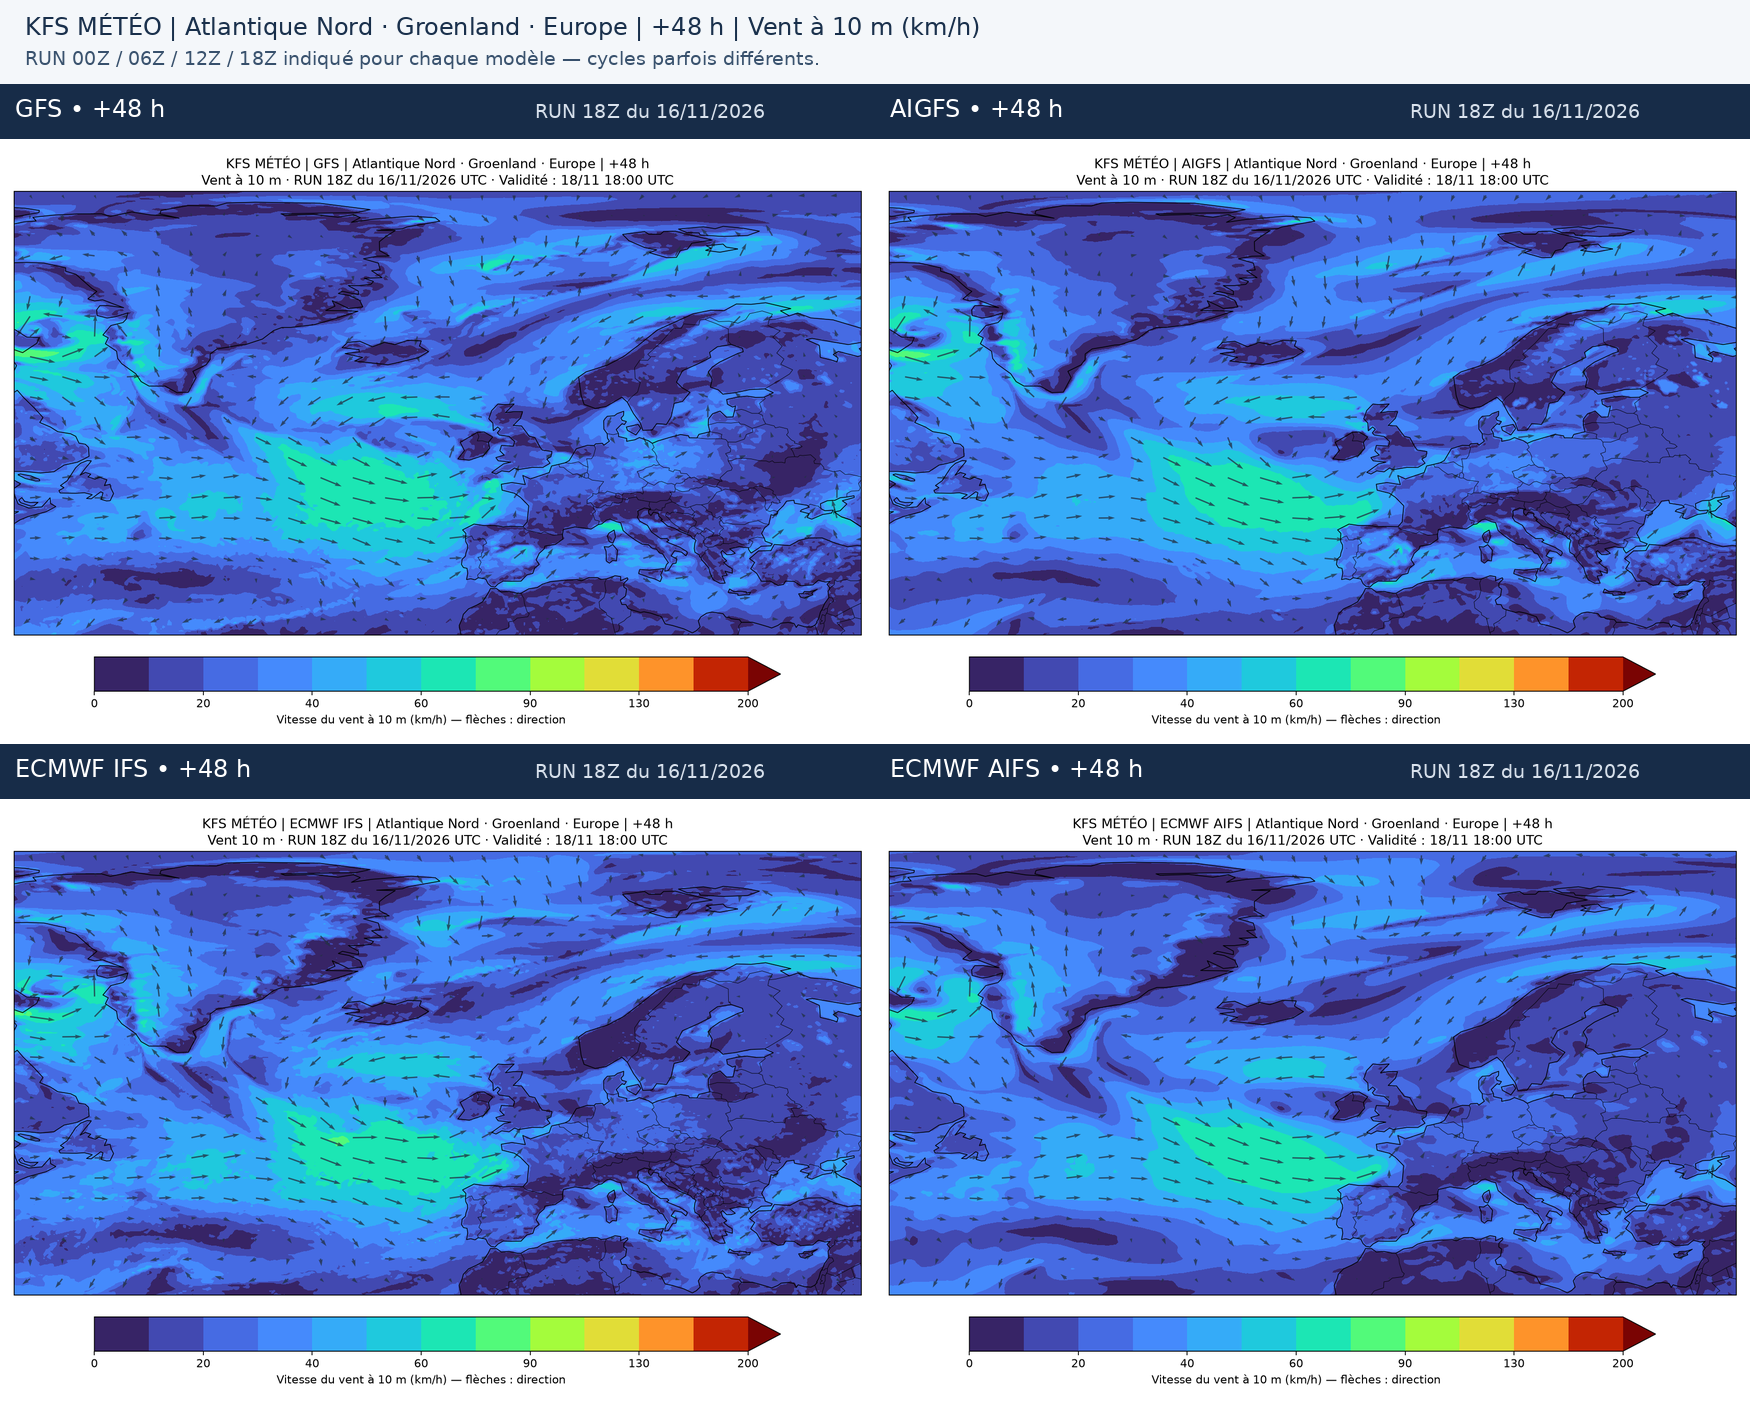 KFS MÉTÉO | Atlantique Nord · Groenland · Europe | +48 h | Vent à 10 m (km/h)
RUN 00Z / 06Z / 12Z / 18Z indiqué pour chaque modèle — cycles parfois différents.
GFS • +48 h
RUN 18Z du 16/11/2026
KFS MÉTÉO | GFS | Atlantique Nord · Groenland · Europe | +48 h
Vent à 10 m · RUN 18Z du 16/11/2026 UTC · Validité : 18/11 18:00 UTC
0 20 40 60 90 130 200
Vitesse du vent à 10 m (km/h) — flèches : direction
AIGFS • +48 h
RUN 18Z du 16/11/2026
KFS MÉTÉO | AIGFS | Atlantique Nord · Groenland · Europe | +48 h
Vent à 10 m · RUN 18Z du 16/11/2026 UTC · Validité : 18/11 18:00 UTC
0 20 40 60 90 130 200
Vitesse du vent à 10 m (km/h) — flèches : direction
ECMWF IFS • +48 h
RUN 18Z du 16/11/2026
KFS MÉTÉO | ECMWF IFS | Atlantique Nord · Groenland · Europe | +48 h
Vent 10 m · RUN 18Z du 16/11/2026 UTC · Validité : 18/11 18:00 UTC
0 20 40 60 90 130 200
Vitesse du vent à 10 m (km/h) — flèches : direction
ECMWF AIFS • +48 h
RUN 18Z du 16/11/2026
KFS MÉTÉO | ECMWF AIFS | Atlantique Nord · Groenland · Europe | +48 h
Vent 10 m · RUN 18Z du 16/11/2026 UTC · Validité : 18/11 18:00 UTC
0 20 40 60 90 130 200
Vitesse du vent à 10 m (km/h) — flèches : direction